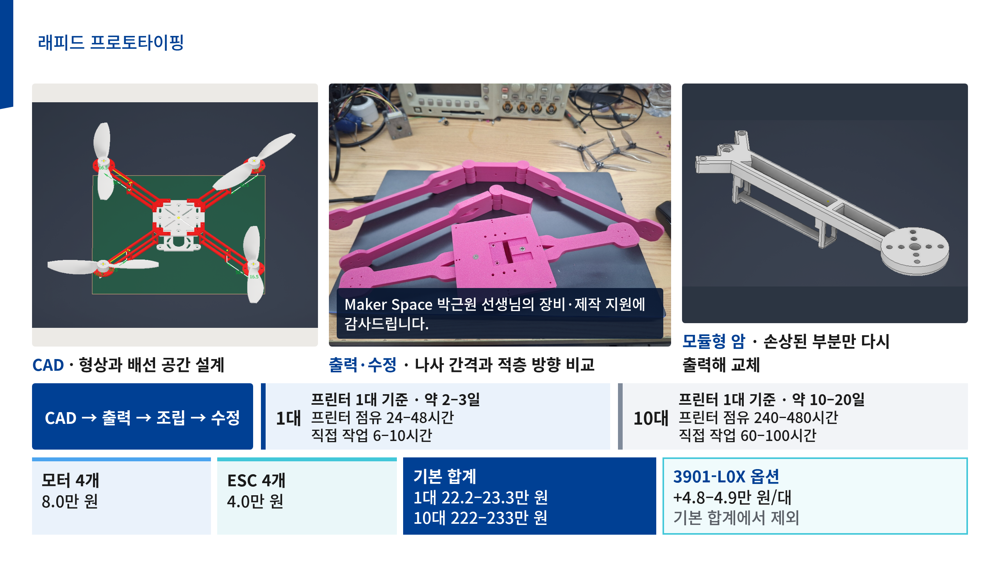 래피드 프로토타이핑
16.5
16.5
Maker Space 박근원 선생님의 장비·제작 지원에
감사드립니다.
CAD · 형상과 배선 공간 설계
출력·수정 · 나사 간격과 적층 방향 비교
모듈형 암 · 손상된 부분만 다시
출력해 교체
CAD → 출력 → 조립 → 수정
1대
프린터 1대 기준 · 약 2–3일
프린터 점유 24–48시간
직접 작업 6–10시간
10대
프린터 1대 기준 · 약 10–20일
프린터 점유 240–480시간
직접 작업 60–100시간
모터 4개
8.0만 원
ESC 4개
4.0만 원
기본 합계
1대 22.2–23.3만 원
10대 222–233만 원
3901-L0X 옵션
+4.8–4.9만 원/대
기본 합계에서 제외